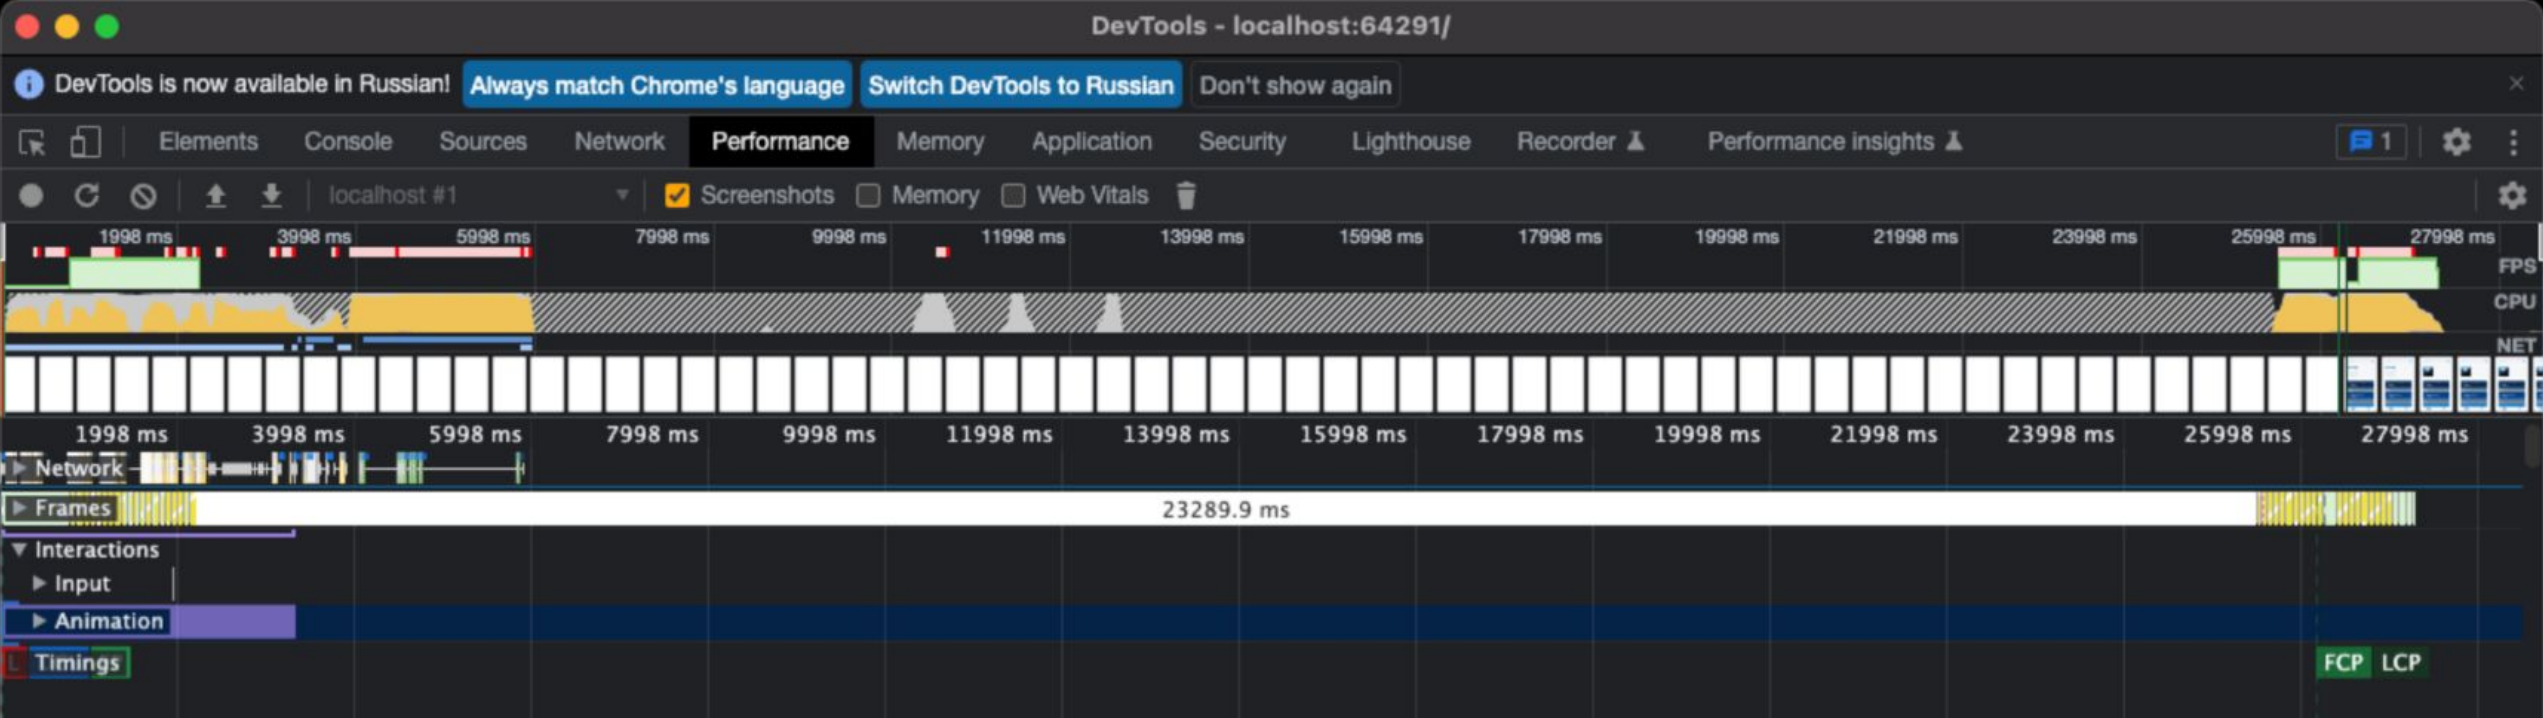 DevTools - localhost:64291/
DevTools is now available in Russian! Always match Chrome's language Switch DevTools to Russian Don't show again
Elements Console Sources Network Performance Memory Application Security Lighthouse Recorder Performance insights 1
localhost #1 Screenshots Memory Web Vitals
1998 ms 3998 ms 5998 ms 7998 ms 9998 ms 11998 ms 13998 ms 15998 ms 17998 ms 19998 ms 21998 ms 23998 ms 25998 ms 27998 ms
FPS
CPU
NET
1998 ms 3998 ms 5998 ms 7998 ms 9998 ms 11998 ms 13998 ms 15998 ms 17998 ms 19998 ms 21998 ms 23998 ms 25998 ms 27998 ms
Network
Frames 23289.9 ms
Interactions
Input
Animation
L Timings FCP LCP